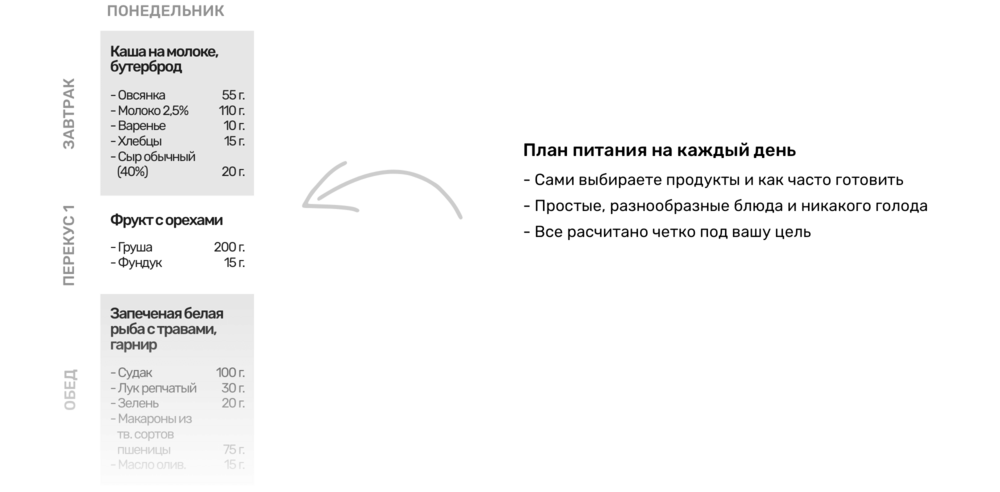 ПОНЕДЕЛЬНИК
ЗАВТРАК
Каша на молоке,
бутерброд
- Овсянка 55 г.
- Молоко 2,5% 110 г.
- Варенье 10 г.
- Хлебцы 15 г.
- Сыр обычный
(40%) 20 г.
ПЕРЕКУС 1
Фрукт с орехами
- Груша 200 г.
- Фундук 15 г.
ОБЕД
Запеченая белая
рыба с травами,
гарнир
- Судак 100 г.
- Лук репчатый 30 г.
- Зелень 20 г.
- Макароны из
тв. сортов
пшеницы 75 г.
- Масло олив. 15 г.
План питания на каждый день
- Сами выбираете продукты и как часто готовить
- Простые, разнообразные блюда и никакого голода
- Все расчитано четко под вашу цель